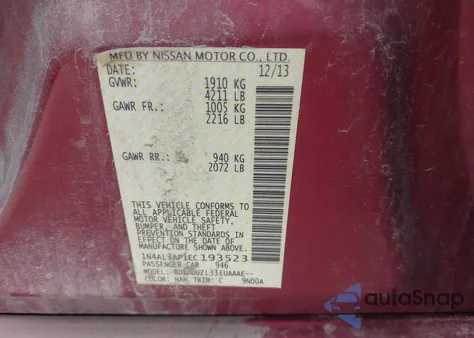 MFD BY NISSAN MOTOR CO., LTD.
DATE: 12/13
GVWR: 1910 KG
4211 LB
GAWR FR.: 1005 KG
2216 LB
GAWR RR.: 940 KG
2072 LB
THIS VEHICLE CONFORMS TO
ALL APPLICABLE FEDERAL
MOTOR VEHICLE SAFETY,
BUMPER, AND THEFT
PREVENTION STANDARDS IN
EFFECT ON THE DATE OF
MANUFACTURE SHOWN ABOVE.
1N4AL3AP1EC193523
PASSENGER CAR 946
MODEL:
COLOR: NAH TRIM: C 9N00A
autoSnap